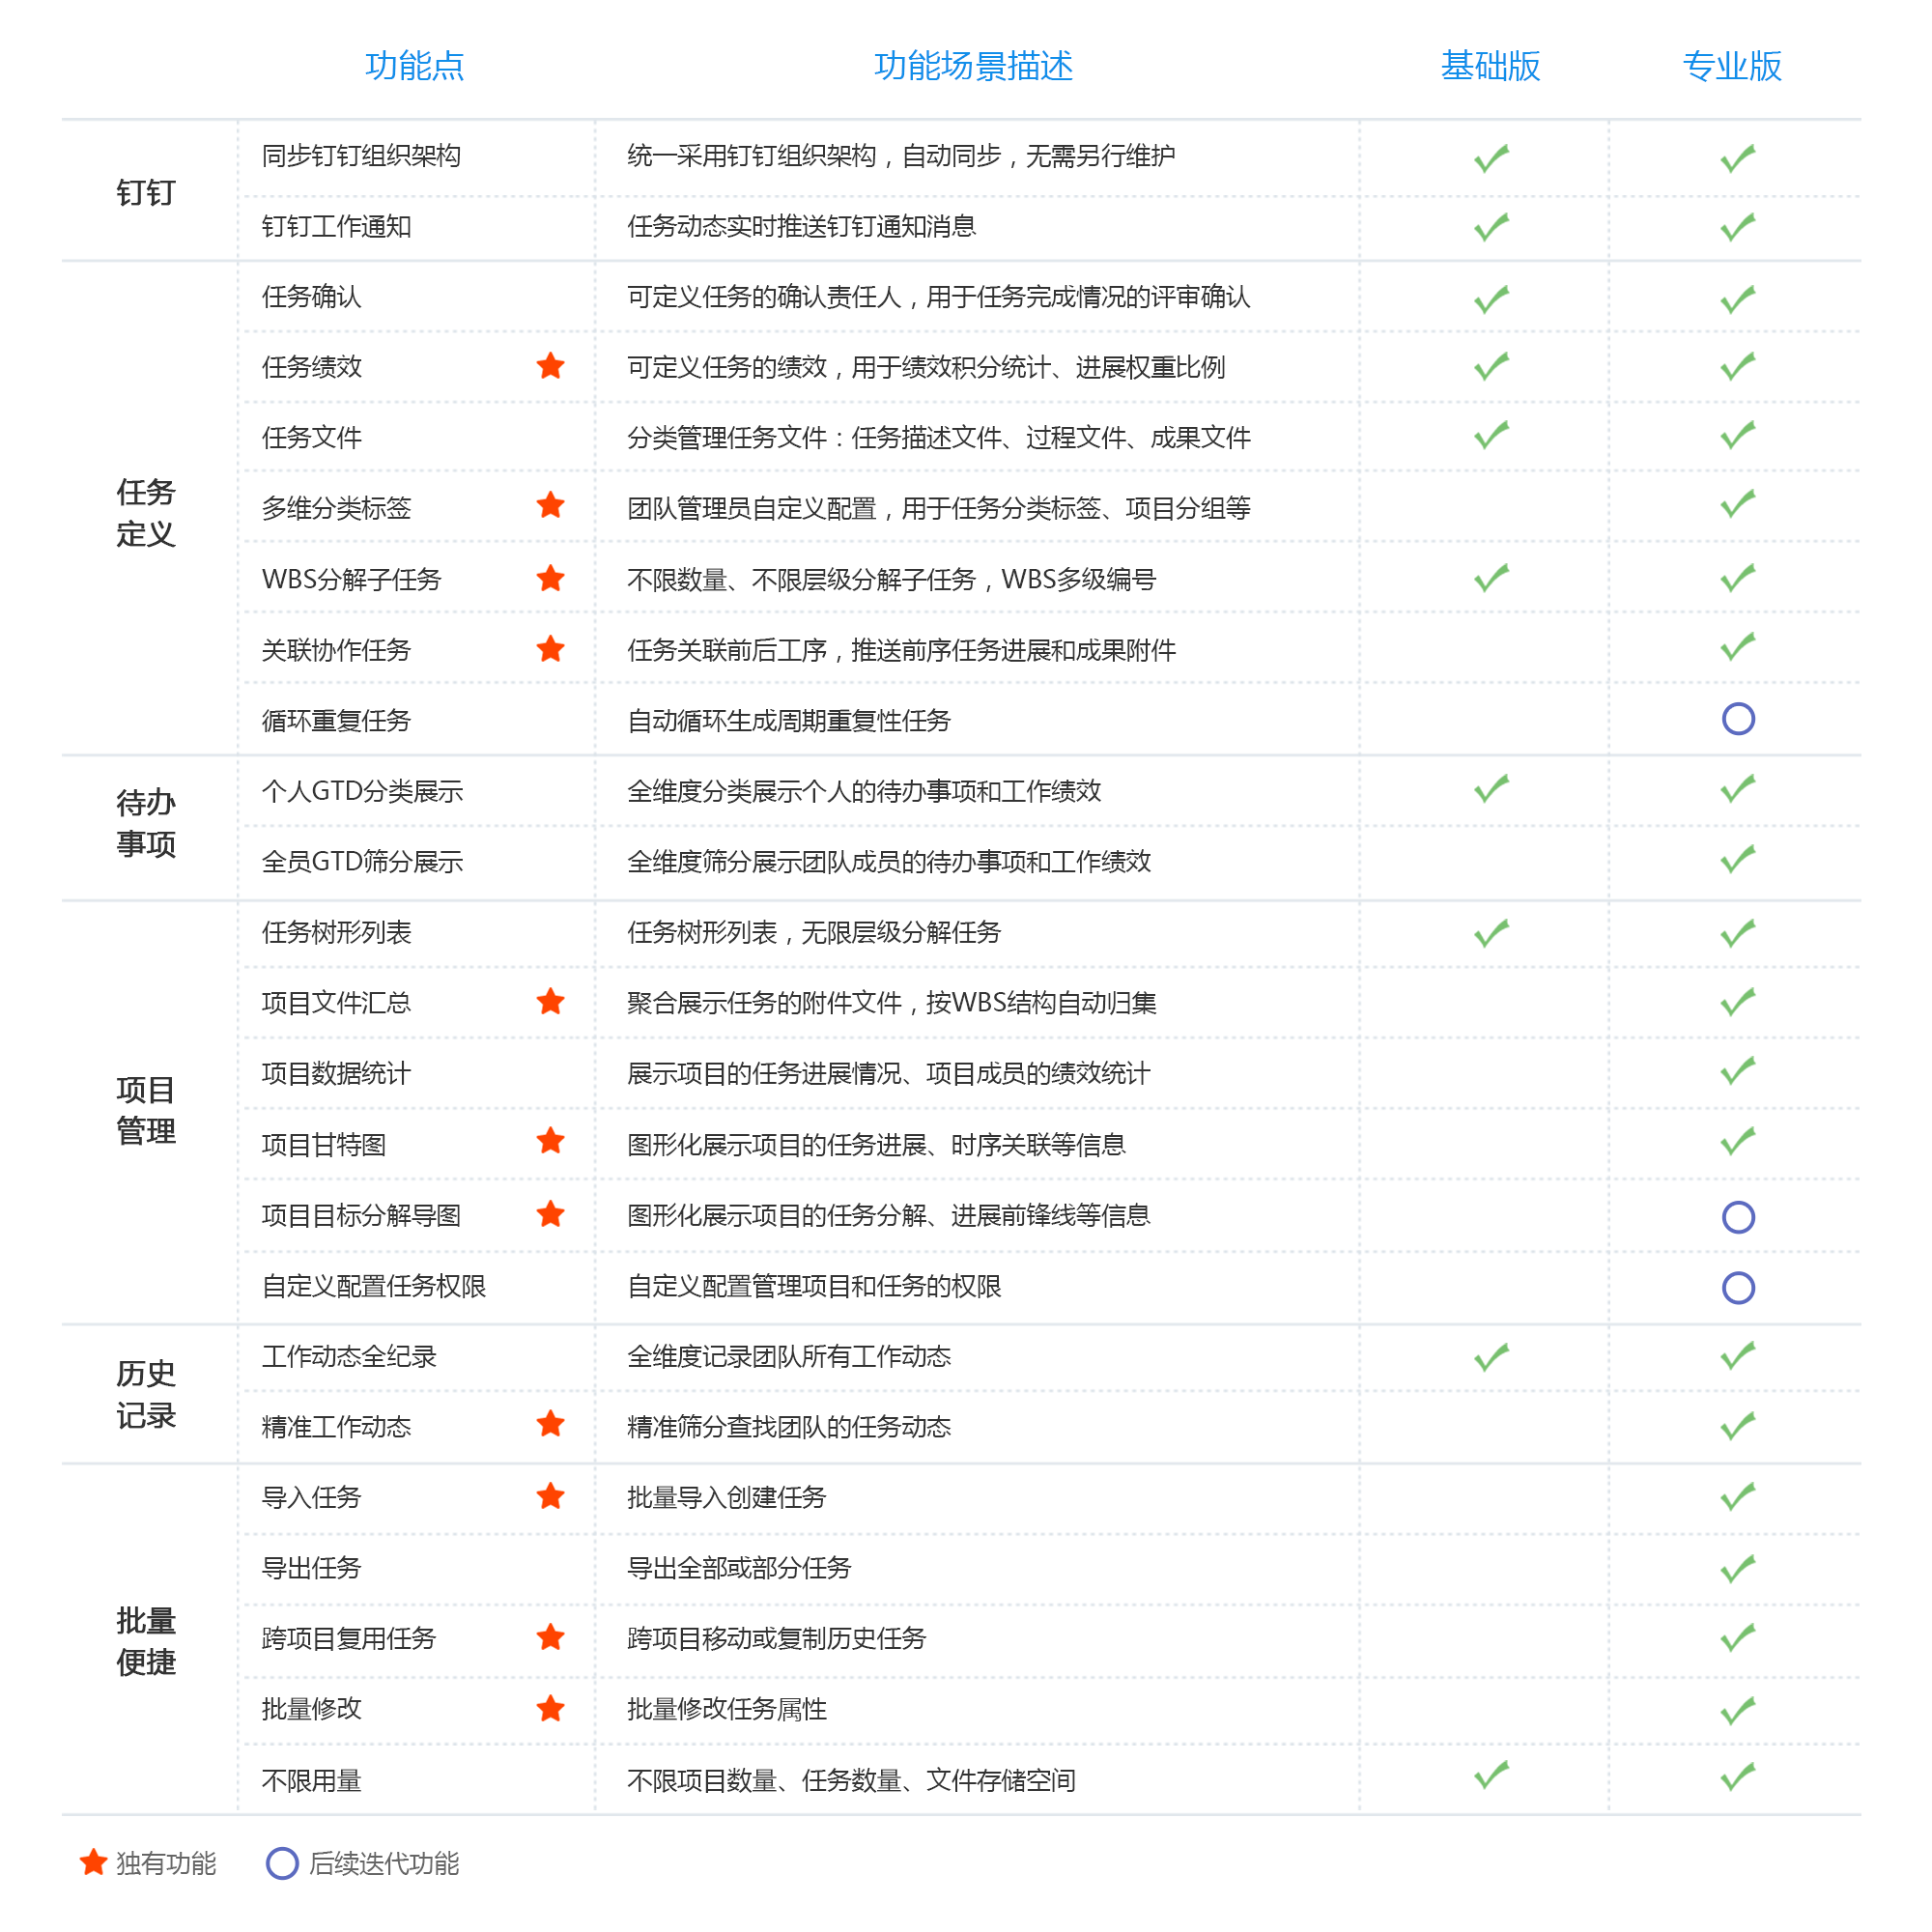 功能点 功能场景描述 基础版 专业版
钉钉
同步钉钉组织架构 统一采用钉钉组织架构，自动同步，无需另行维护
钉钉工作通知 任务动态实时推送钉钉通知消息
任务
定义
任务确认 可定义任务的确认责任人，用于任务完成情况的评审确认
任务绩效 可定义任务的绩效，用于绩效积分统计、进展权重比例
任务文件 分类管理任务文件：任务描述文件、过程文件、成果文件
多维分类标签 团队管理员自定义配置，用于任务分类标签、项目分组等
WBS分解子任务 不限数量、不限层级分解子任务，WBS多级编号
关联协作任务 任务关联前后工序，推送前序任务进展和成果附件
循环重复任务 自动循环生成周期重复性任务
待办
事项
个人GTD分类展示 全维度分类展示个人的待办事项和工作绩效
全员GTD筛分展示 全维度筛分展示团队成员的待办事项和工作绩效
项目
管理
任务树形列表 任务树形列表，无限层级分解任务
项目文件汇总 聚合展示任务的附件文件，按WBS结构自动归集
项目数据统计 展示项目的任务进展情况、项目成员的绩效统计
项目甘特图 图形化展示项目的任务进展、时序关联等信息
项目目标分解导图 图形化展示项目的任务分解、进展前锋线等信息
自定义配置任务权限 自定义配置管理项目和任务的权限
历史
记录
工作动态全纪录 全维度记录团队所有工作动态
精准工作动态 精准筛分查找团队的任务动态
批量
便捷
导入任务 批量导入创建任务
导出任务 导出全部或部分任务
跨项目复用任务 跨项目移动或复制历史任务
批量修改 批量修改任务属性
不限用量 不限项目数量、任务数量、文件存储空间
独有功能 后续迭代功能